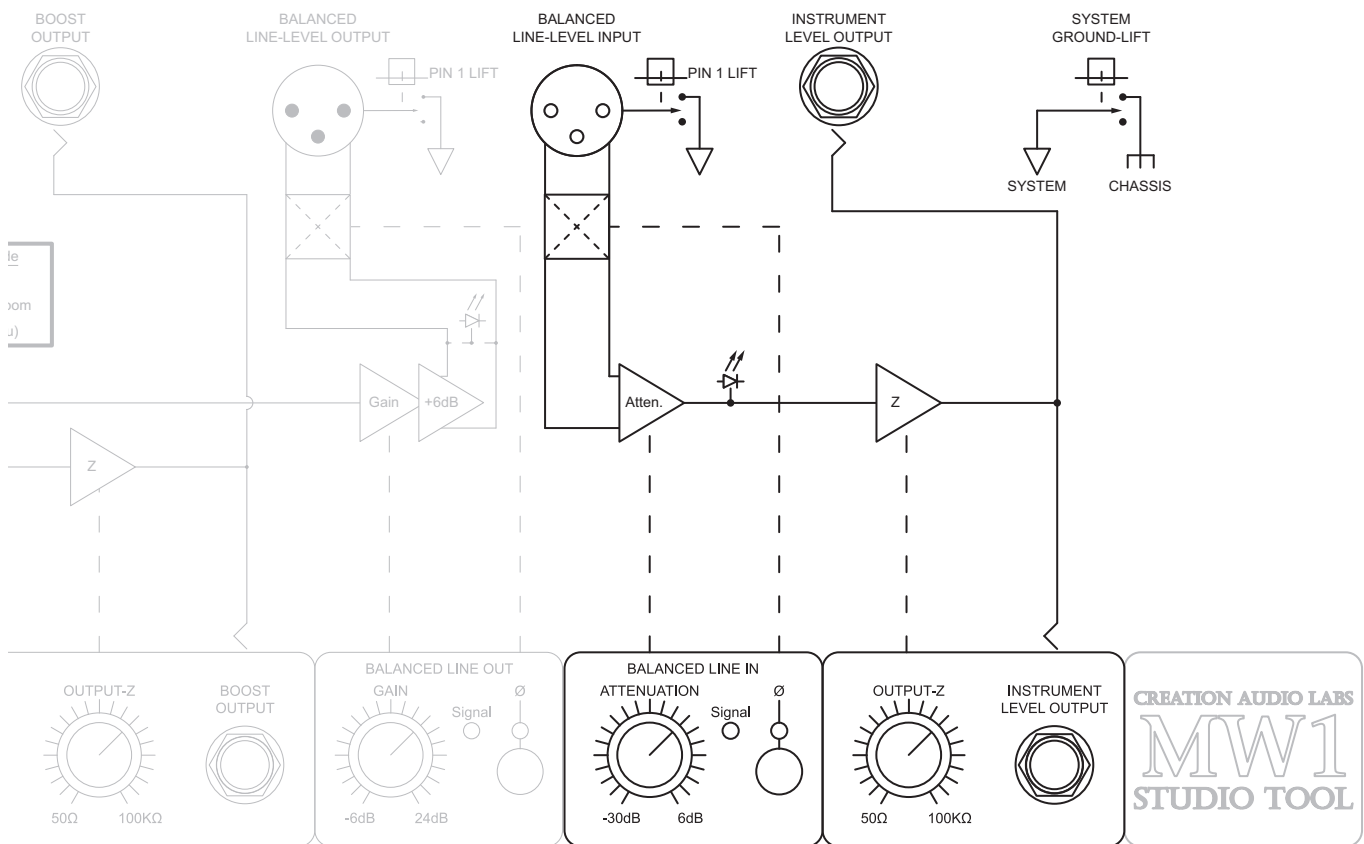 BOOST
OUTPUT
BALANCED
LINE-LEVEL OUTPUT
BALANCED
LINE-LEVEL INPUT
INSTRUMENT
LEVEL OUTPUT
SYSTEM
GROUND-LIFT
PIN 1 LIFT
PIN 1 LIFT
SYSTEM
CHASSIS
Gain
+6dB
Atten.
Z
Z
BALANCED LINE OUT
BALANCED LINE IN
OUTPUT-Z
BOOST
OUTPUT
GAIN
Signal
Ø
ATTENUATION
Signal
Ø
OUTPUT-Z
INSTRUMENT
LEVEL OUTPUT
50Ω
100KΩ
-6dB
24dB
-30dB
6dB
50Ω
100KΩ
CREATION AUDIO LABS
MW1
STUDIO TOOL